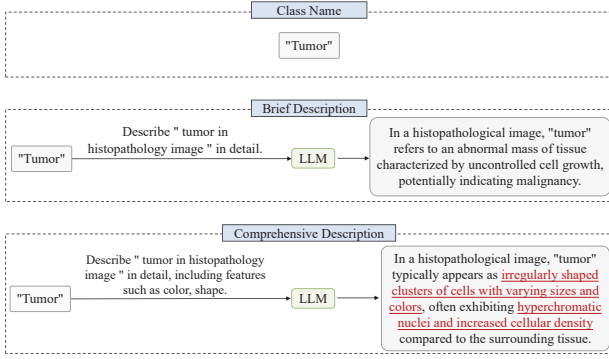 Class Name
"Tumor"
Brief Description
"Tumor"
Describe " tumor in
histopathology image " in detail.
LLM
In a histopathological image, "tumor"
refers to an abnormal mass of tissue
characterized by uncontrolled cell growth,
potentially indicating malignancy.
Comprehensive Description
"Tumor"
Describe " tumor in histopathology
image " in detail, including features
such as color, shape.
LLM
In a histopathological image, "tumor"
typically appears as irregularly shaped
clusters of cells with varying sizes and
colors, often exhibiting hyperchromatic
nuclei and increased cellular density
compared to the surrounding tissue.